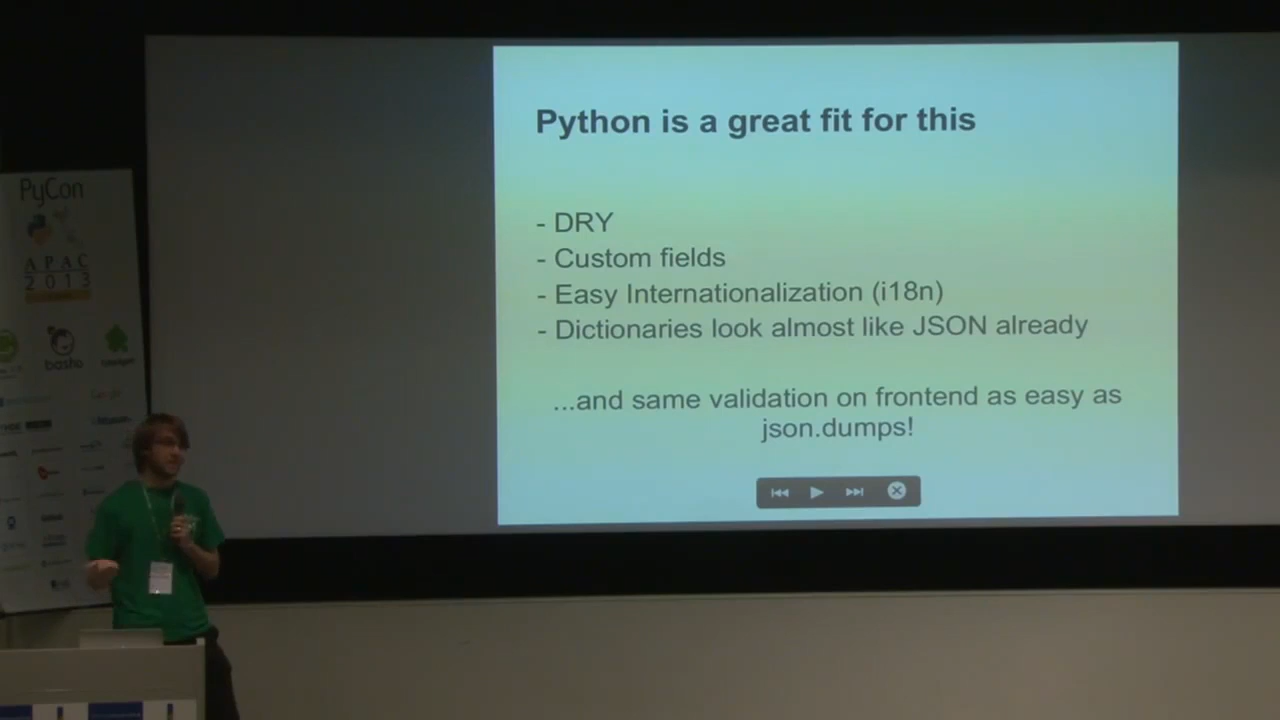 Python is a great fit for this
- DRY
- Custom fields
- Easy Internationalization (i18n)
- Dictionaries look almost like JSON already
...and same validation on frontend as easy as
json.dumps!
PyCon
APAC
2013
basho
Google